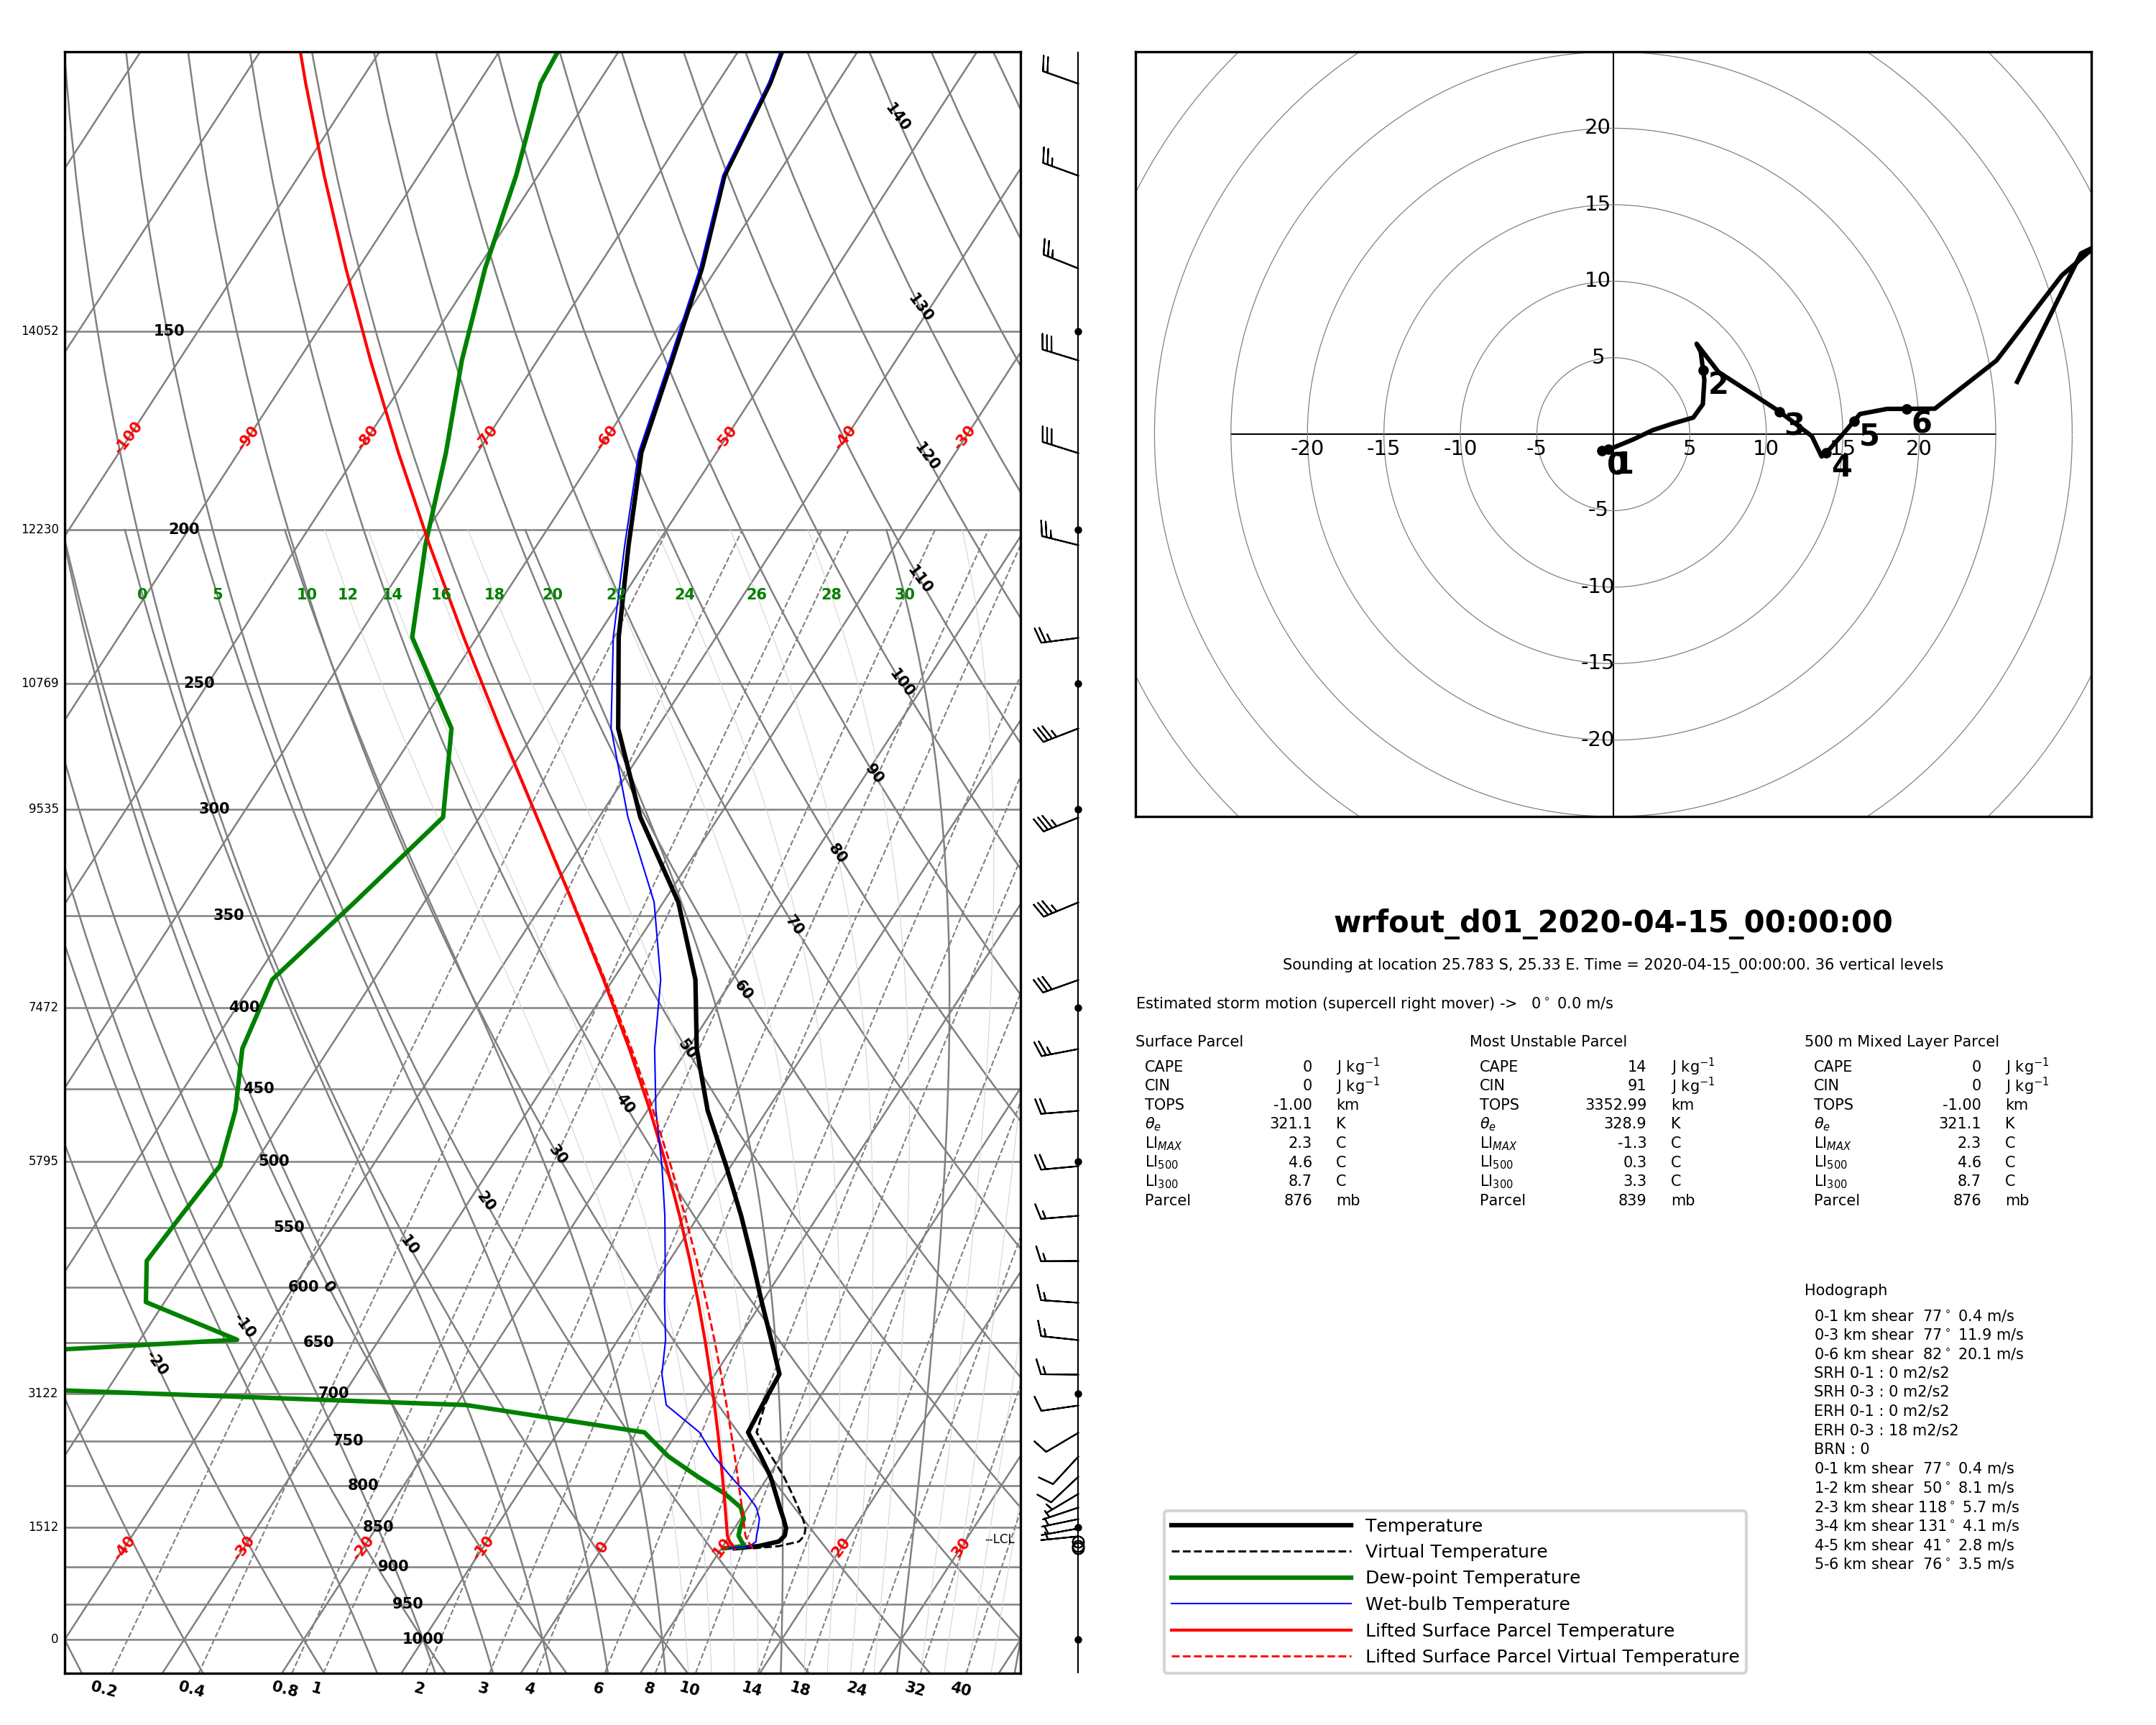 140
130
14052 150
-100 -90 -80 -70 -60 -50 -40 -30
120
12230 200
110
0 5 10 12 14 16 18 20 22 24 26 28 30
10769 250
100
90
9535 300
80
350
70
7472 400
60
50
450
40
5795 500
30
20
550
10
600 0
-10
650
-20
3122 700
750
800
1512 850
-40 -30 -20 -10 0 10 20 30
--LCL
900
950
0 1000
0.2 0.4 0.8 1 2 3 4 6 8 10 14 18 24 32 40
20
15
10
5
-20 -15 -10 -5 5 10 15 20
-5
-10
-15
-20
0 1 2 3 4 5 6
wrfout_d01_2020-04-15_00:00:00
Sounding at location 25.783 S, 25.33 E. Time = 2020-04-15_00:00:00. 36 vertical levels
Estimated storm motion (supercell right mover) -> 0° 0.0 m/s
Surface Parcel
CAPE 0 J kg⁻¹
CIN 0 J kg⁻¹
TOPS -1.00 km
θₑ 321.1 K
LI_MAX 2.3 C
LI₅₀₀ 4.6 C
LI₃₀₀ 8.7 C
Parcel 876 mb
Most Unstable Parcel
CAPE 14 J kg⁻¹
CIN 91 J kg⁻¹
TOPS 3352.99 km
θₑ 328.9 K
LI_MAX -1.3 C
LI₅₀₀ 0.3 C
LI₃₀₀ 3.3 C
Parcel 839 mb
500 m Mixed Layer Parcel
CAPE 0 J kg⁻¹
CIN 0 J kg⁻¹
TOPS -1.00 km
θₑ 321.1 K
LI_MAX 2.3 C
LI₅₀₀ 4.6 C
LI₃₀₀ 8.7 C
Parcel 876 mb
Hodograph
0-1 km shear 77° 0.4 m/s
0-3 km shear 77° 11.9 m/s
0-6 km shear 82° 20.1 m/s
SRH 0-1 : 0 m2/s2
SRH 0-3 : 0 m2/s2
ERH 0-1 : 0 m2/s2
ERH 0-3 : 18 m2/s2
BRN : 0
0-1 km shear 77° 0.4 m/s
1-2 km shear 50° 8.1 m/s
2-3 km shear 118° 5.7 m/s
3-4 km shear 131° 4.1 m/s
4-5 km shear 41° 2.8 m/s
5-6 km shear 76° 3.5 m/s
Temperature
Virtual Temperature
Dew-point Temperature
Wet-bulb Temperature
Lifted Surface Parcel Temperature
Lifted Surface Parcel Virtual Temperature